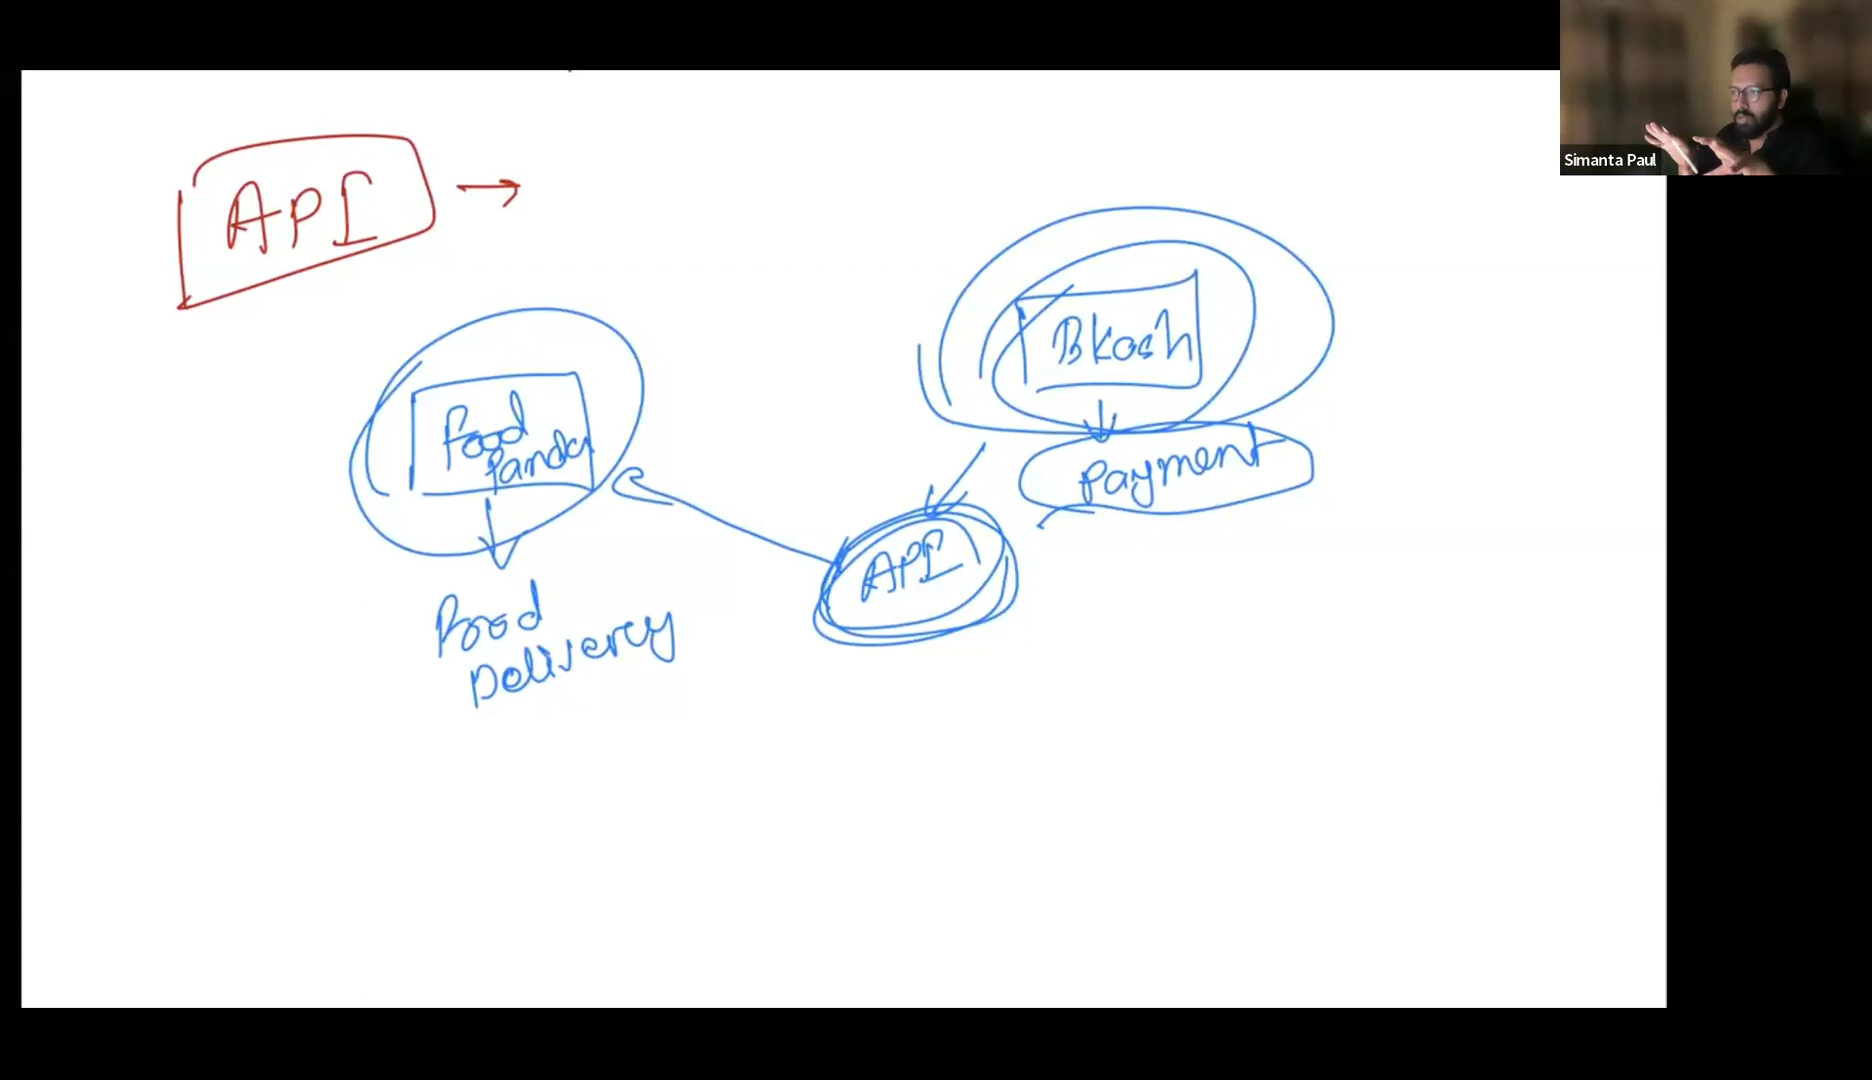 Simanta Paul
API
Bkash
Food
Panda
Payment
API
Food
Delivery